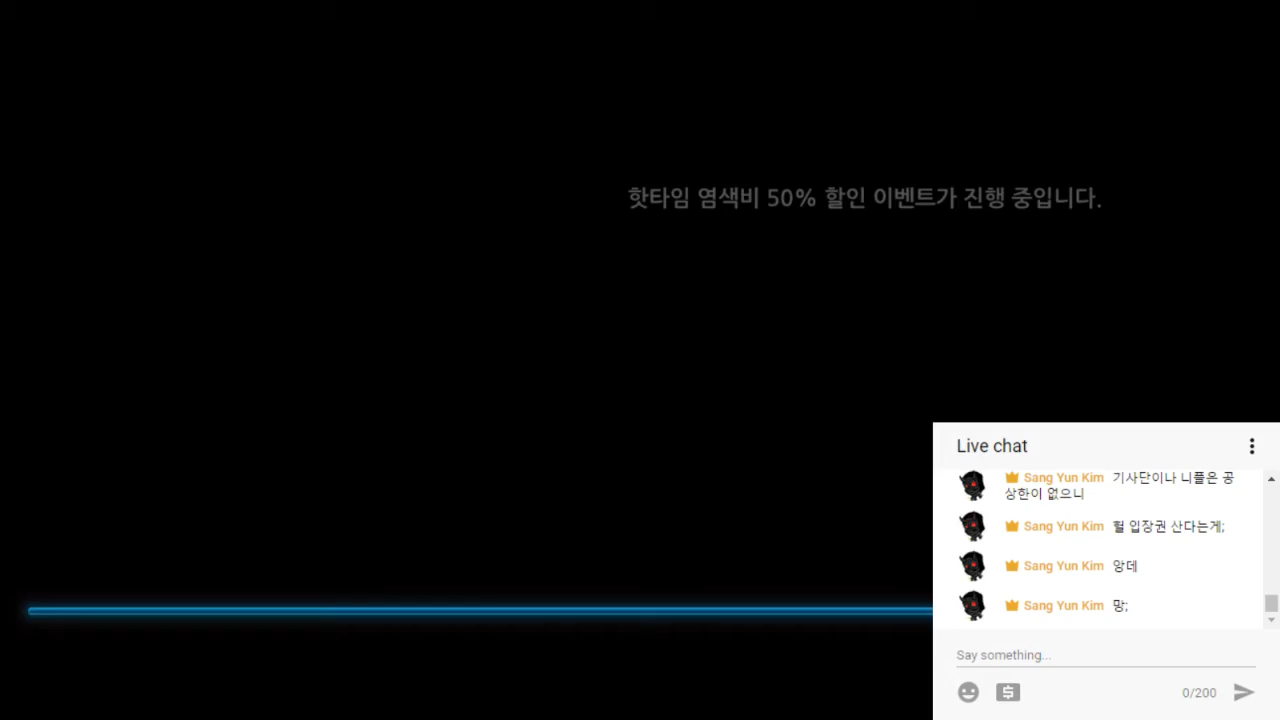 핫타임 염색비 50% 할인 이벤트가 진행 중입니다.
Live chat
Sang Yun Kim 기사단이나 니플은 공
상한이 없으니
Sang Yun Kim 헐 입장권 산다는게;
Sang Yun Kim 앙데
Sang Yun Kim 망;
Say something...
0/200